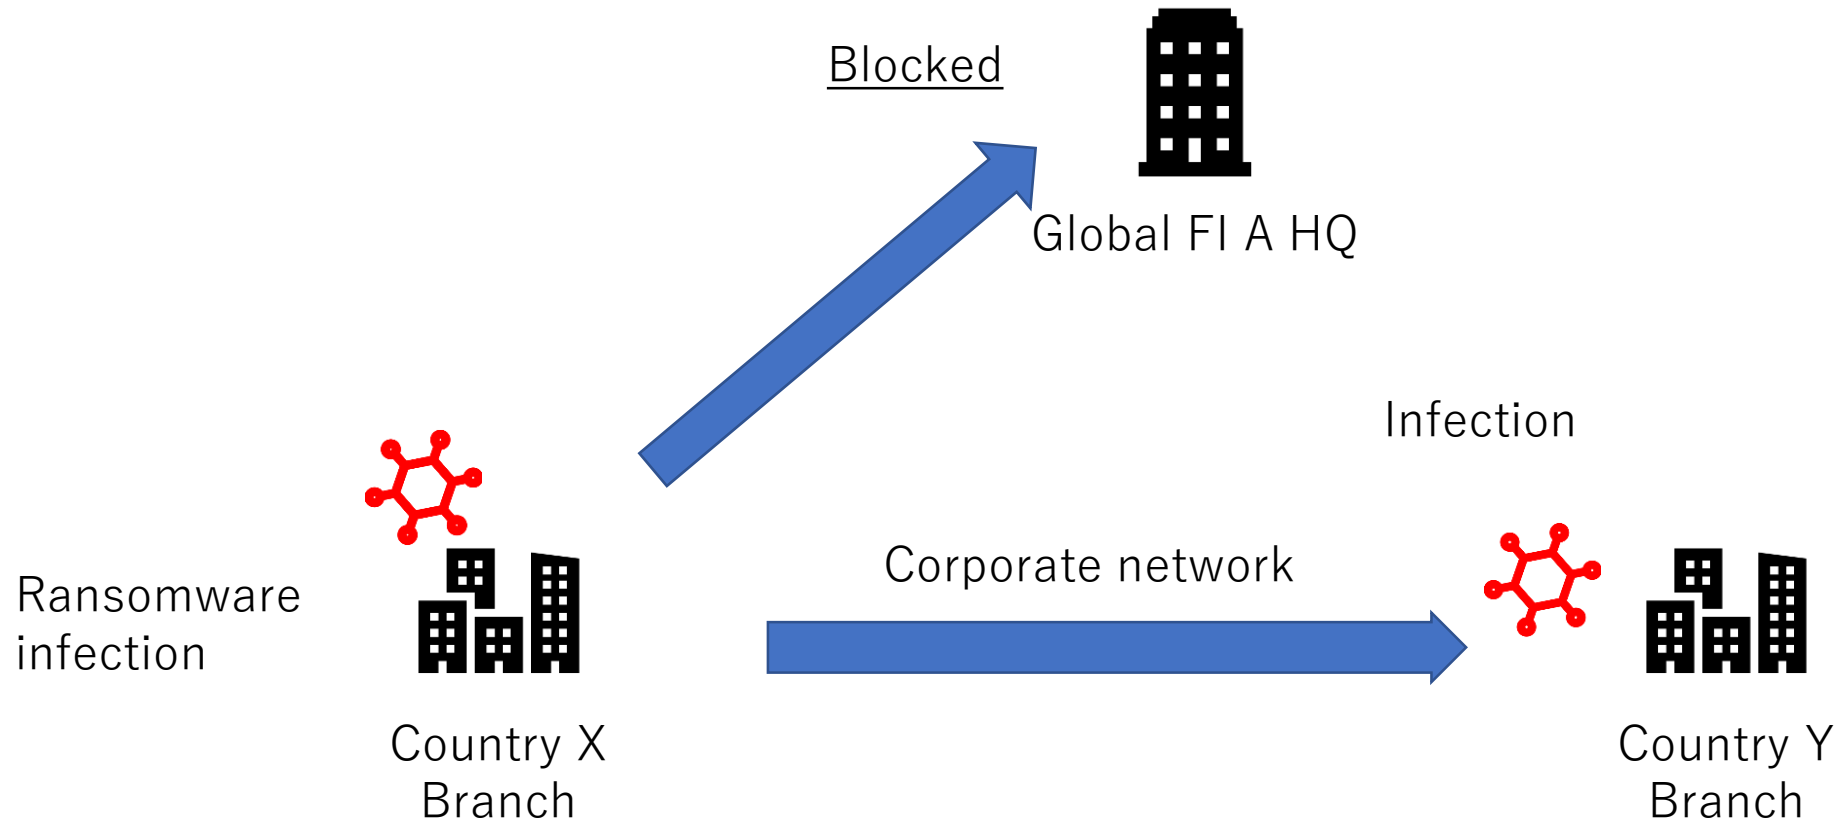 Blocked
Global FI A HQ
Infection
Corporate network
Ransomware
infection
Country X
Branch
Country Y
Branch